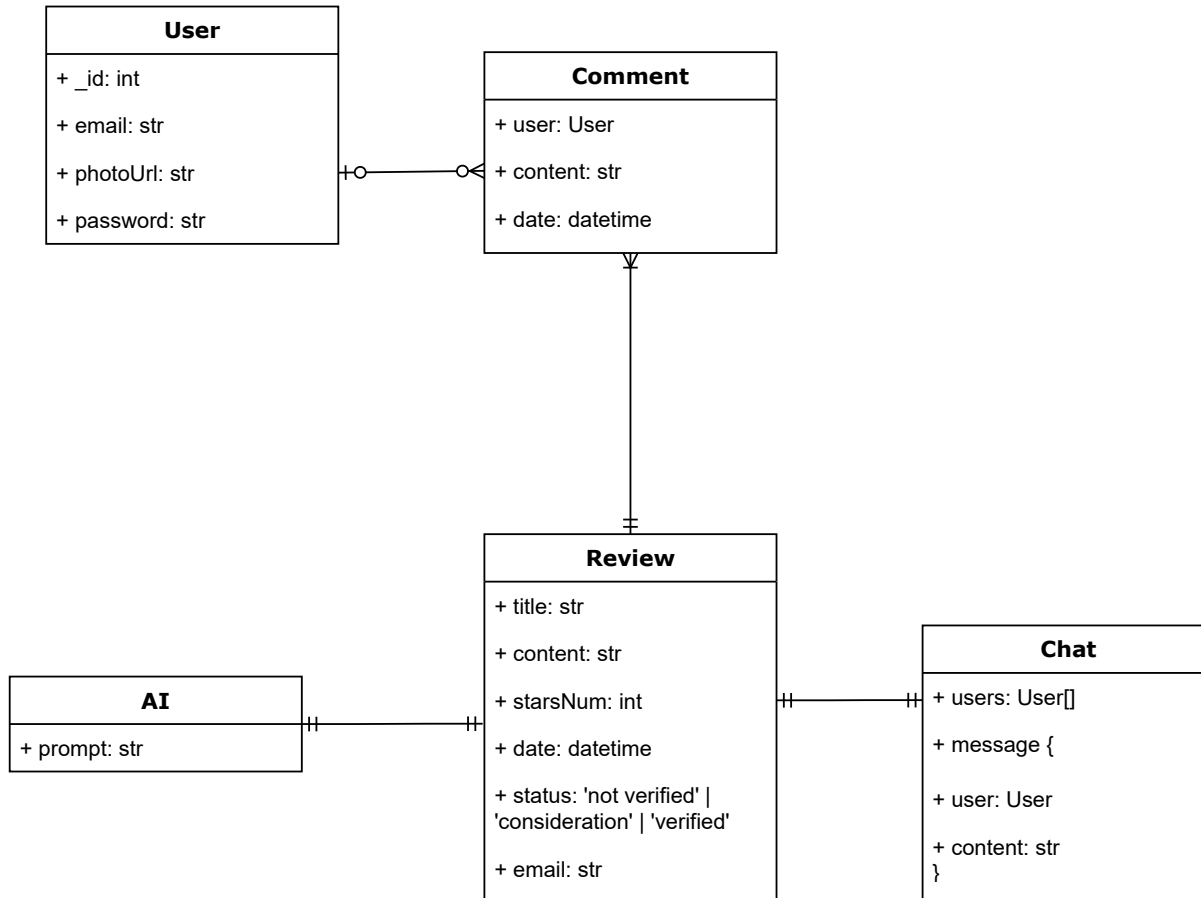 User
+ _id: int
+ email: str
+ photoUrl: str
+ password: str
Comment
+ user: User
+ content: str
+ date: datetime
Review
+ title: str
+ content: str
+ starsNum: int
+ date: datetime
+ status: 'not verified' |
'consideration' | 'verified'
+ email: str
AI
+ prompt: str
Chat
+ users: User[]
+ message {
+ user: User
+ content: str
}